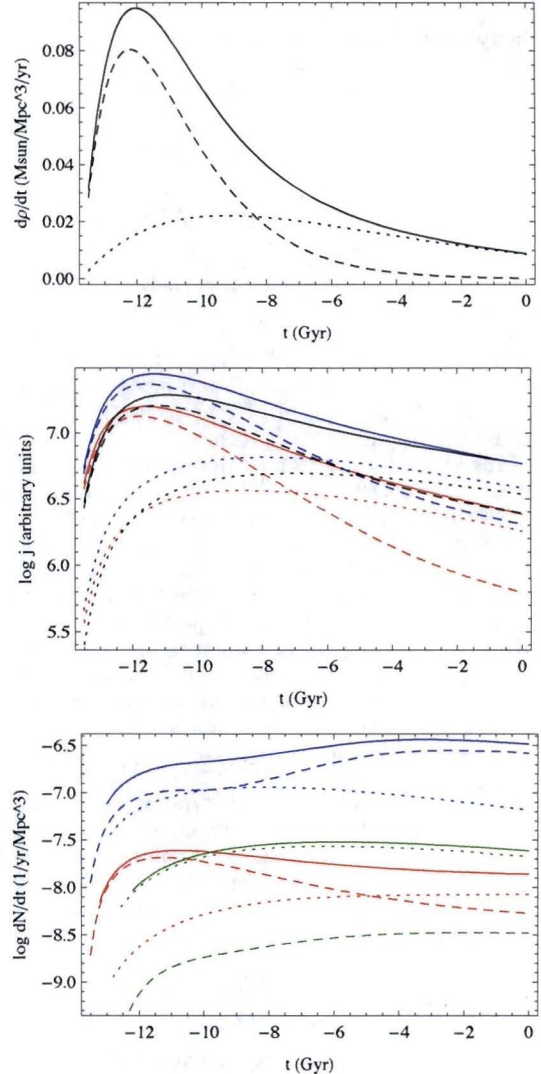 0.08
0.06
0.04
0.02
0.00
dρ/dt (Msun/Mpc^3/yr)
−12 −10 −8 −6 −4 −2 0
t (Gyr)
7.0
6.5
6.0
5.5
log j (arbitrary units)
−12 −10 −8 −6 −4 −2 0
t (Gyr)
−6.5
−7.0
−7.5
−8.0
−8.5
−9.0
log dN/dt (1/yr/Mpc^3)
−12 −10 −8 −6 −4 −2 0
t (Gyr)